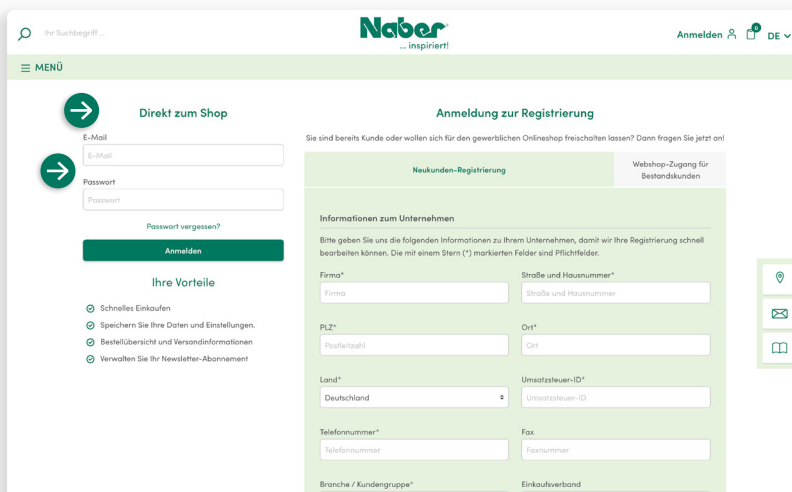 Ihr Suchbegriff ...
Naber®
... inspiriert!
Anmelden
0
DE
MENÜ
Direkt zum Shop
E-Mail
E-Mail
Passwort
Passwort
Passwort vergessen?
Anmelden
Ihre Vorteile
Schnelles Einkaufen
Speichern Sie Ihre Daten und Einstellungen.
Bestellübersicht und Versandinformationen
Verwalten Sie Ihr Newsletter-Abonnement
Anmeldung zur Registrierung
Sie sind bereits Kunde oder wollen sich für den gewerblichen Onlineshop freischalten lassen? Dann fragen Sie jetzt an!
Neukunden-Registrierung
Webshop-Zugang für
Bestandskunden
Informationen zum Unternehmen
Bitte geben Sie uns die folgenden Informationen zu Ihrem Unternehmen, damit wir Ihre Registrierung schnell
bearbeiten können. Die mit einem Stern (*) markierten Felder sind Pflichtfelder.
Firma*
Straße und Hausnummer*
Firma
Straße und Hausnummer
PLZ*
Ort*
Postleitzahl
Ort
Land*
Umsatzsteuer-ID*
Deutschland
Umsatzsteuer-ID
Telefonnummer*
Fax
Telefonnummer
Faxnummer
Branche / Kundengruppe*
Einkaufsverband